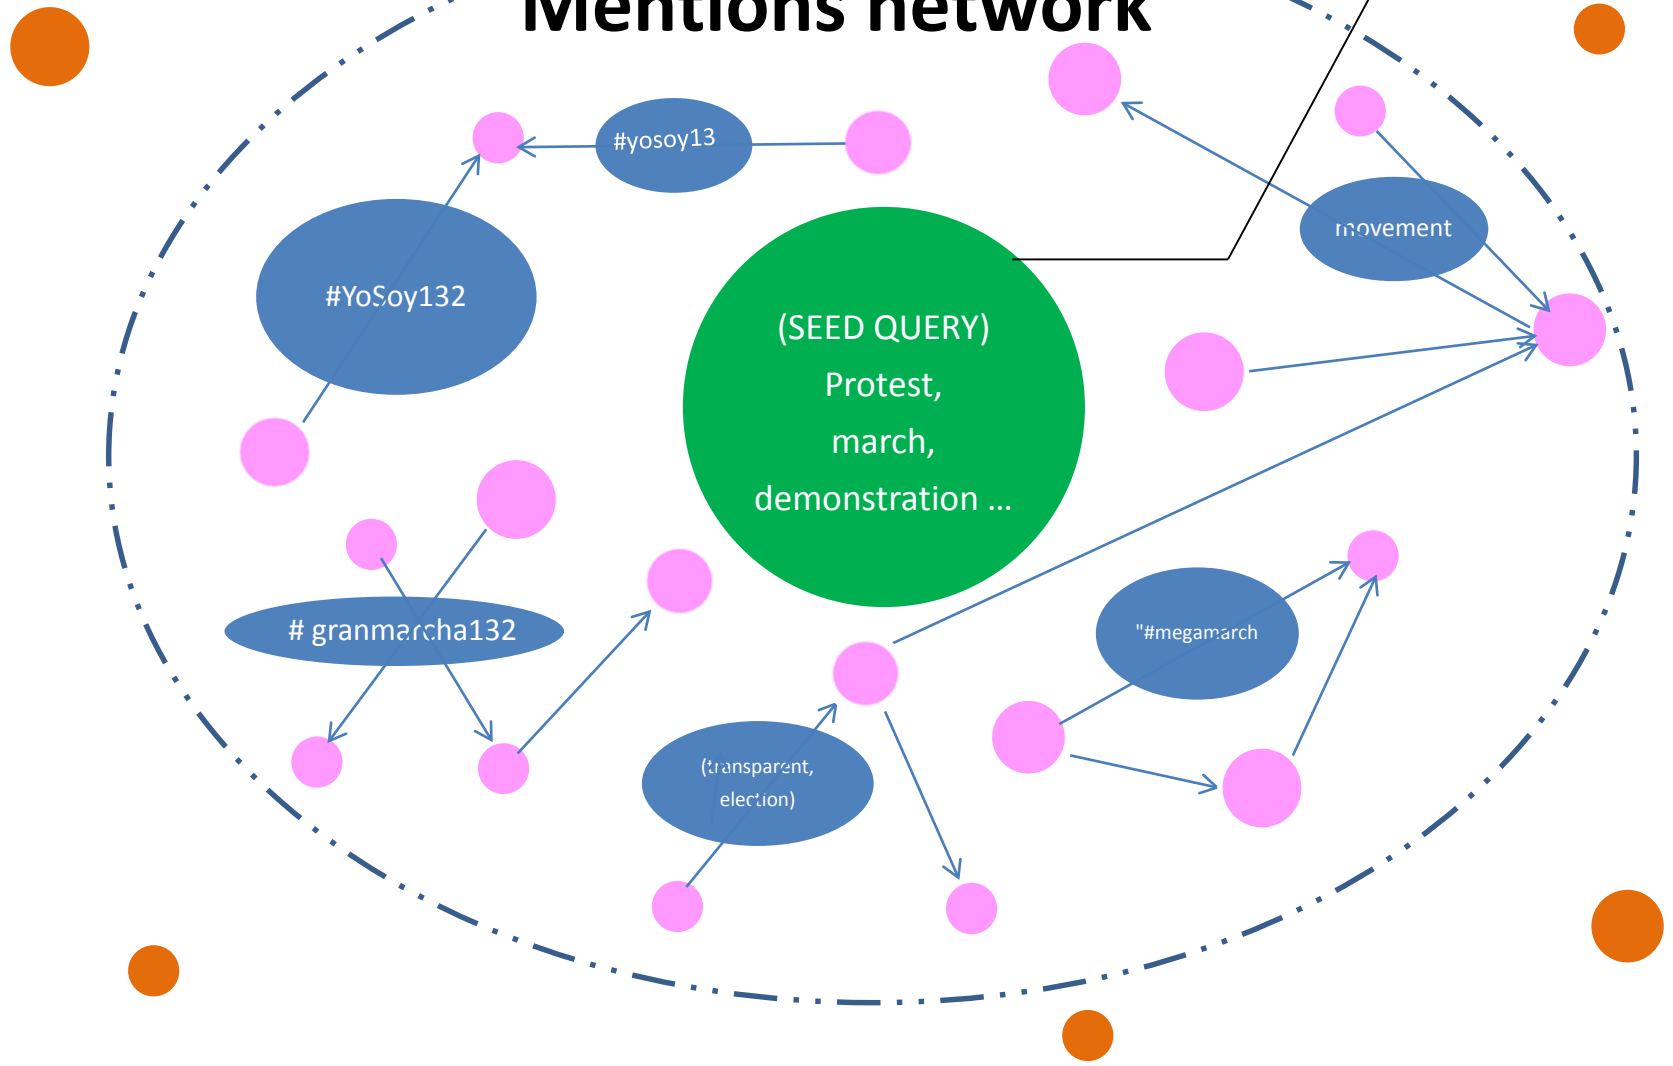 Mentions network
#yosoy13
movement
#YoSoy132
(SEED QUERY)
Protest,
march,
demonstration ...
# granmarcha132
"#megamarch
(transparent,
election)